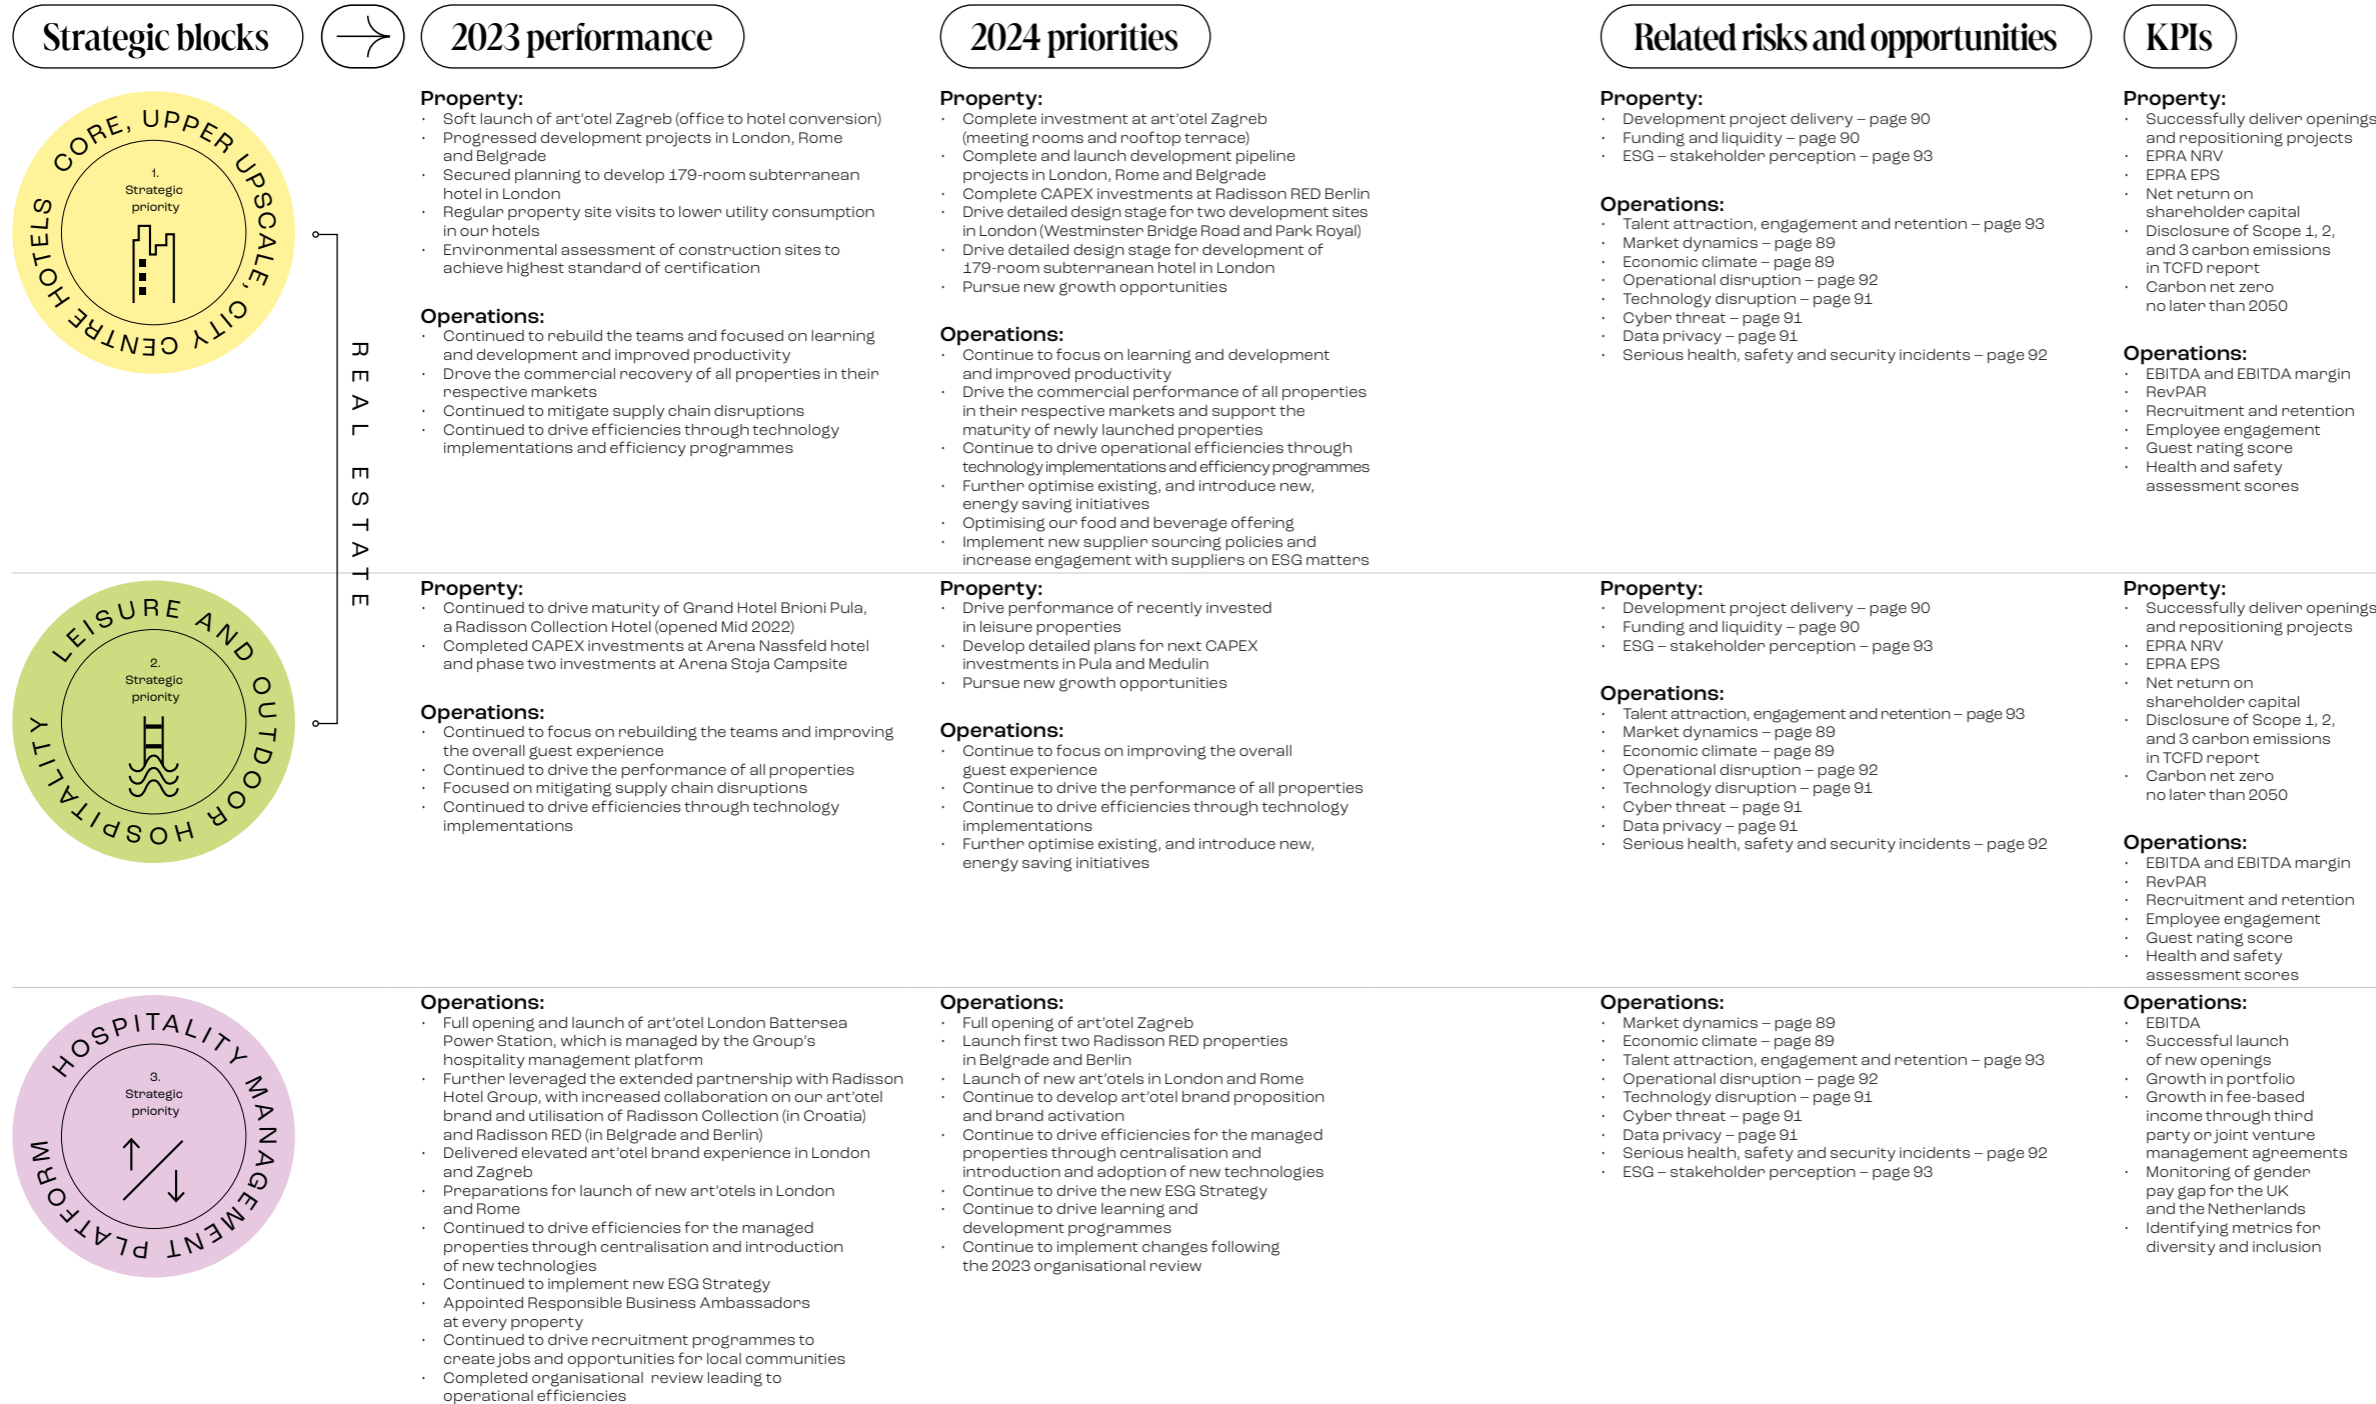 Strategic blocks
2023 performance
2024 priorities
Related risks and opportunities
KPIs
CORE, UPPER UPSCALE, CITY CENTRE HOTELS
1.
Strategic
priority
REAL ESTATE
Property:
· Soft launch of art’otel Zagreb (office to hotel conversion)
· Progressed development projects in London, Rome
and Belgrade
· Secured planning to develop 179-room subterranean
hotel in London
· Regular property site visits to lower utility consumption
in our hotels
· Environmental assessment of construction sites to
achieve highest standard of certification
Operations:
· Continued to rebuild the teams and focused on learning
and development and improved productivity
· Drove the commercial recovery of all properties in their
respective markets
· Continued to mitigate supply chain disruptions
· Continued to drive efficiencies through technology
implementations and efficiency programmes
Property:
· Complete investment at art’otel Zagreb
(meeting rooms and rooftop terrace)
· Complete and launch development pipeline
projects in London, Rome and Belgrade
· Complete CAPEX investments at Radisson RED Berlin
· Drive detailed design stage for two development sites
in London (Westminster Bridge Road and Park Royal)
· Drive detailed design stage for development of
179-room subterranean hotel in London
· Pursue new growth opportunities
Operations:
· Continue to focus on learning and development
and improved productivity
· Drive the commercial performance of all properties
in their respective markets and support the
maturity of newly launched properties
· Continue to drive operational efficiencies through
technology implementations and efficiency programmes
· Further optimise existing, and introduce new,
energy saving initiatives
· Optimising our food and beverage offering
· Implement new supplier sourcing policies and
increase engagement with suppliers on ESG matters
Property:
· Development project delivery – page 90
· Funding and liquidity – page 90
· ESG – stakeholder perception – page 93
Operations:
· Talent attraction, engagement and retention – page 93
· Market dynamics – page 89
· Economic climate – page 89
· Operational disruption – page 92
· Technology disruption – page 91
· Cyber threat – page 91
· Data privacy – page 91
· Serious health, safety and security incidents – page 92
Property:
· Successfully deliver openings
and repositioning projects
· EPRA NRV
· EPRA EPS
· Net return on
shareholder capital
· Disclosure of Scope 1, 2,
and 3 carbon emissions
in TCFD report
· Carbon net zero
no later than 2050
Operations:
· EBITDA and EBITDA margin
· RevPAR
· Recruitment and retention
· Employee engagement
· Guest rating score
· Health and safety
assessment scores
LEISURE AND OUTDOOR HOSPITALITY
2.
Strategic
priority
Property:
· Continued to drive maturity of Grand Hotel Brioni Pula,
a Radisson Collection Hotel (opened Mid 2022)
· Completed CAPEX investments at Arena Nassfeld hotel
and phase two investments at Arena Stoja Campsite
Operations:
· Continued to focus on rebuilding the teams and improving
the overall guest experience
· Continued to drive the performance of all properties
· Focused on mitigating supply chain disruptions
· Continued to drive efficiencies through technology
implementations
Property:
· Drive performance of recently invested
in leisure properties
· Develop detailed plans for next CAPEX
investments in Pula and Medulin
· Pursue new growth opportunities
Operations:
· Continue to focus on improving the overall
guest experience
· Continue to drive the performance of all properties
· Continue to drive efficiencies through technology
implementations
· Further optimise existing, and introduce new,
energy saving initiatives
Property:
· Development project delivery – page 90
· Funding and liquidity – page 90
· ESG – stakeholder perception – page 93
Operations:
· Talent attraction, engagement and retention – page 93
· Market dynamics – page 89
· Economic climate – page 89
· Operational disruption – page 92
· Technology disruption – page 91
· Cyber threat – page 91
· Data privacy – page 91
· Serious health, safety and security incidents – page 92
Property:
· Successfully deliver openings
and repositioning projects
· EPRA NRV
· EPRA EPS
· Net return on
shareholder capital
· Disclosure of Scope 1, 2,
and 3 carbon emissions
in TCFD report
· Carbon net zero
no later than 2050
Operations:
· EBITDA and EBITDA margin
· RevPAR
· Recruitment and retention
· Employee engagement
· Guest rating score
· Health and safety
assessment scores
HOSPITALITY MANAGEMENT PLATFORM
3.
Strategic
priority
Operations:
· Full opening and launch of art’otel London Battersea
Power Station, which is managed by the Group’s
hospitality management platform
· Further leveraged the extended partnership with Radisson
Hotel Group, with increased collaboration on our art’otel
brand and utilisation of Radisson Collection (in Croatia)
and Radisson RED (in Belgrade and Berlin)
· Delivered elevated art’otel brand experience in London
and Zagreb
· Preparations for launch of new art’otels in London
and Rome
· Continued to drive efficiencies for the managed
properties through centralisation and introduction
of new technologies
· Continued to implement new ESG Strategy
· Appointed Responsible Business Ambassadors
at every property
· Continued to drive recruitment programmes to
create jobs and opportunities for local communities
· Completed organisational review leading to
operational efficiencies
Operations:
· Full opening of art’otel Zagreb
· Launch first two Radisson RED properties
in Belgrade and Berlin
· Launch of new art’otels in London and Rome
· Continue to develop art’otel brand proposition
and brand activation
· Continue to drive efficiencies for the managed
properties through centralisation and
introduction and adoption of new technologies
· Continue to drive the new ESG Strategy
· Continue to drive learning and
development programmes
· Continue to implement changes following
the 2023 organisational review
Operations:
· Market dynamics – page 89
· Economic climate – page 89
· Talent attraction, engagement and retention – page 93
· Operational disruption – page 92
· Technology disruption – page 91
· Cyber threat – page 91
· Data privacy – page 91
· Serious health, safety and security incidents – page 92
· ESG – stakeholder perception – page 93
Operations:
· EBITDA
· Successful launch
of new openings
· Growth in portfolio
· Growth in fee-based
income through third
party or joint venture
management agreements
· Monitoring of gender
pay gap for the UK
and the Netherlands
· Identifying metrics for
diversity and inclusion